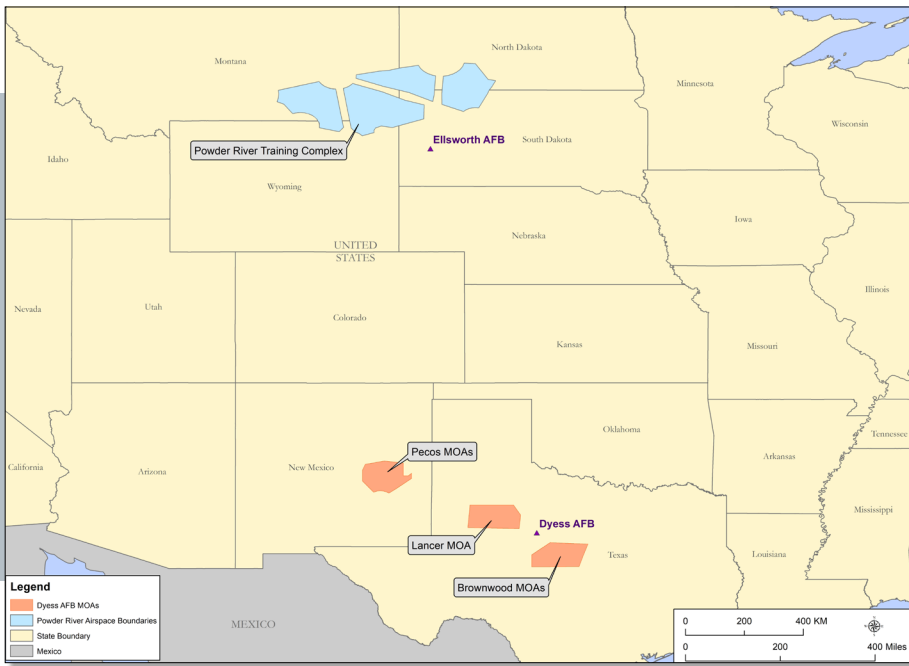 North Dakota
Montana
Minnesota
Ellsworth AFB
South Dakota
Wisconsin
Powder River Training Complex
Idaho
Wyoming
Iowa
Nebraska
UNITED
STATES
Nevada
Utah
Illinois
Colorado
Kansas
Missouri
Oklahoma
Tennessee
Pecos MOAs
California
Arizona
New Mexico
Arkansas
Mississippi
Dyess AFB
Lancer MOA
Texas
Louisiana
Brownwood MOAs
Legend
Dyess AFB MOAs
Powder River Airspace Boundaries
State Boundary
Mexico
MEXICO
0 200 400 KM
0 200 400 Miles